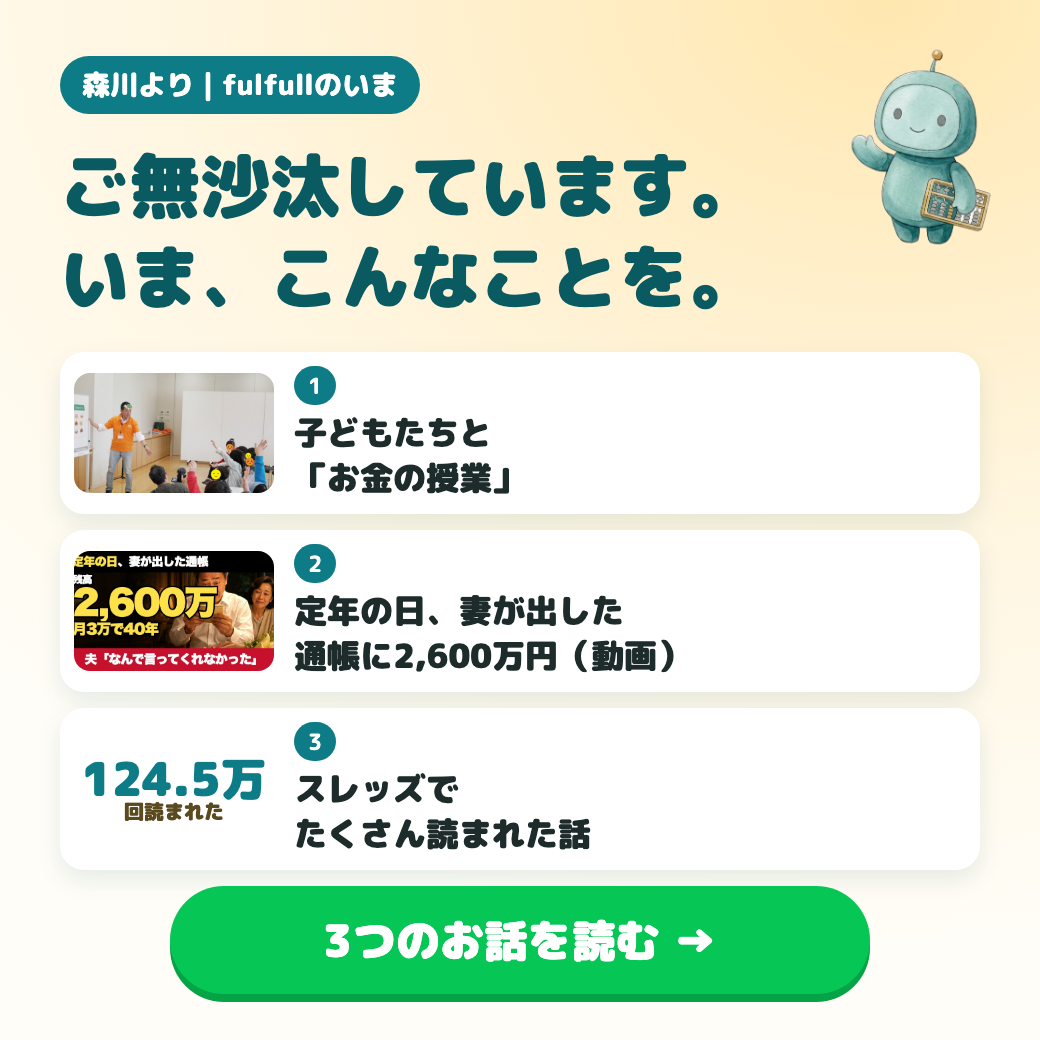 森川より｜fulfullのいま
ご無沙汰しています。
いま、こんなことを。
1
子どもたちと
「お金の授業」
定年の日、妻が出した通帳
残高
2,600万
月3万で40年
夫「なんで言ってくれなかった」
2
定年の日、妻が出した
通帳に2,600万円（動画）
124.5万
回読まれた
3
スレッズで
たくさん読まれた話
3つのお話を読む →